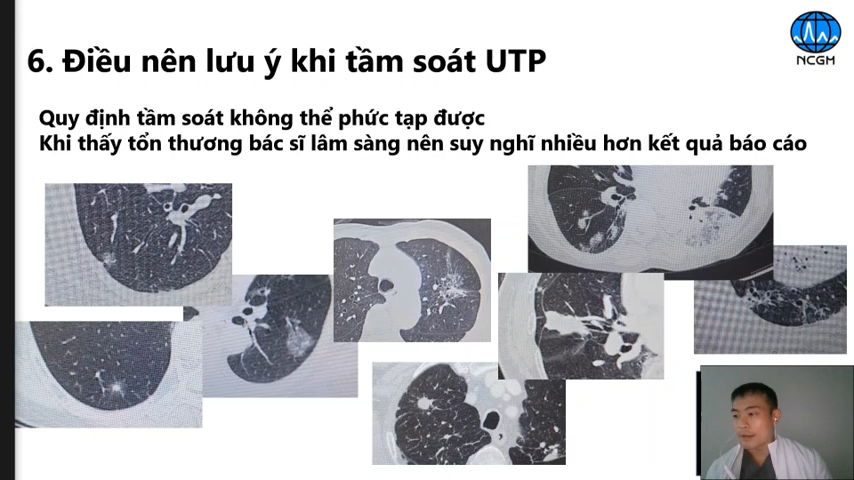 NCGM
6. Điều nên lưu ý khi tầm soát UTP
Quy định tầm soát không thể phức tạp được
Khi thấy tổn thương bác sĩ lâm sàng nên suy nghĩ nhiều hơn kết quả báo cáo